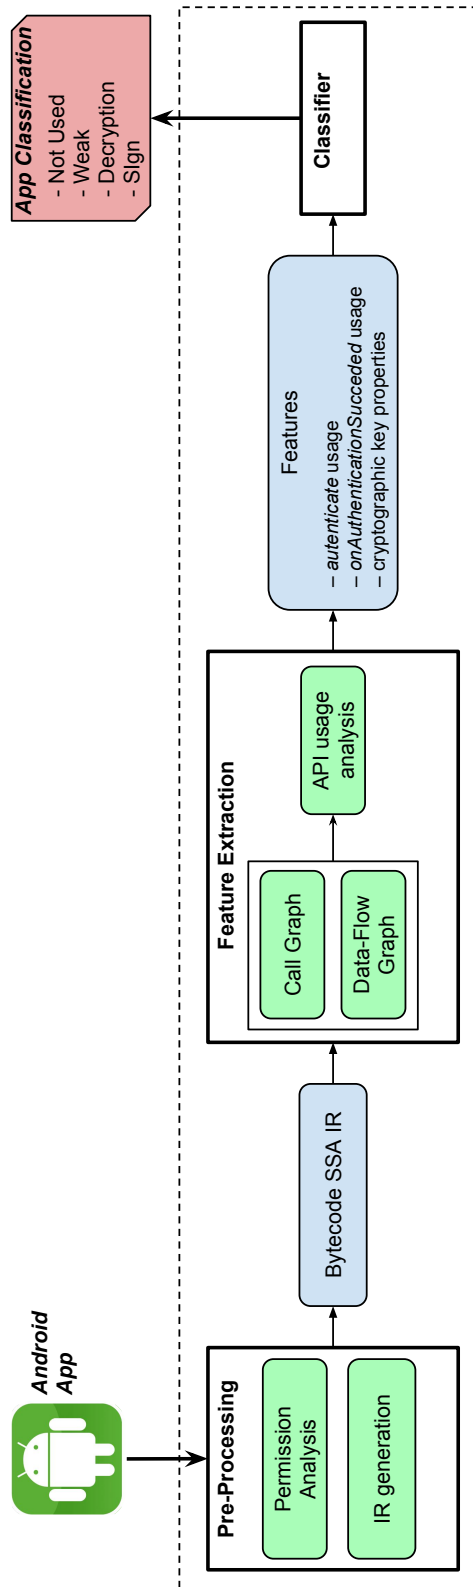 Android
App
Pre-Processing
Permission
Analysis
IR generation
Bytecode SSA IR
Feature Extraction
Call Graph
Data-Flow
Graph
API usage
analysis
Features
– autenticate usage
– onAuthenticationSucceded usage
– cryptographic key properties
Classifier
App Classification
- Not Used
- Weak
- Decryption
- SIgn